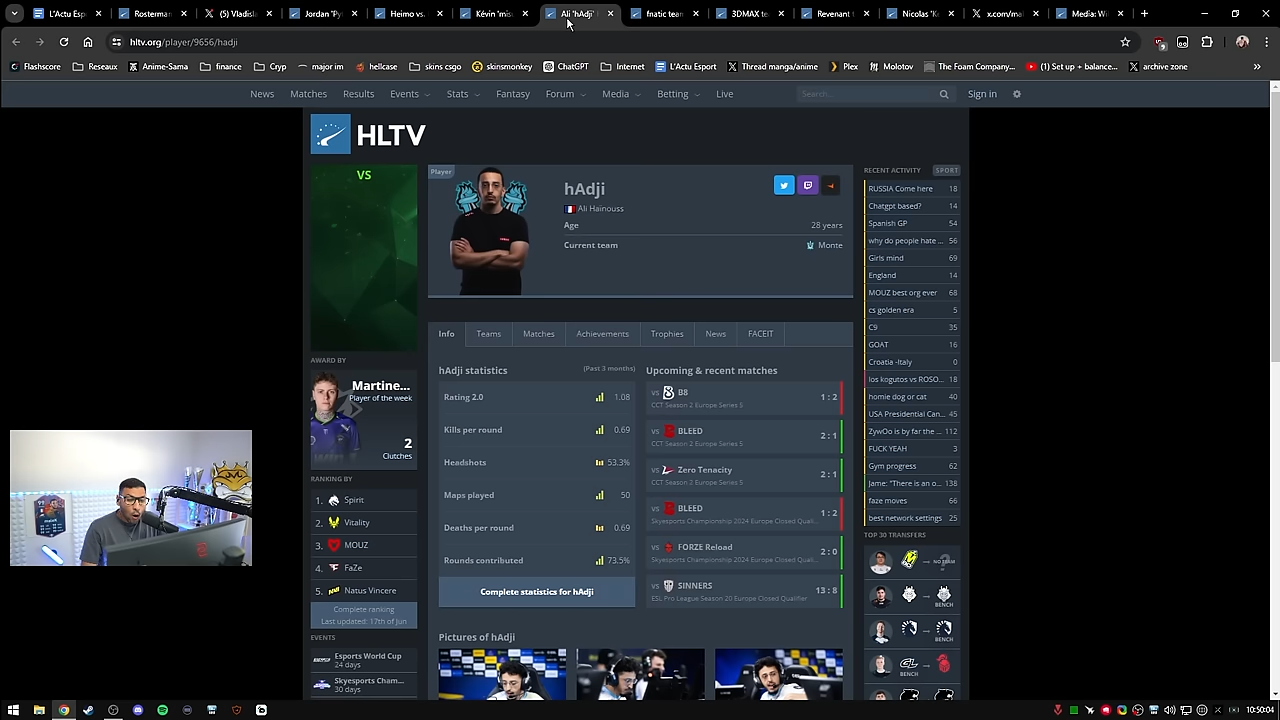 L'Actu Es
Rosterman
(5) Vladisla
Jordan "Py
Heimo vs.
Kévin 'mis
Ali 'hAdji'
fnatic tean
3DMAX te
Revenant
Nicolas 'K
x.com/mal
Media: Wi
hltv.org/player/9656/hadji
Flashscore
Reseaux
Anime-Sama
finance
Cryp
major im
hellcase
skins csgo
skinsmonkey
ChatGPT
Internet
L'Actu Esport
Thread manga/anime
Plex
Molotov
The Foam Company...
(1) Set up + balance...
archive zone
News
Matches
Results
Events
Stats
Fantasy
Forum
Media
Betting
Live
Search...
Sign in
HLTV
VS
Player
hAdji
Ali Haïnouss
Age
28 years
Current team
Monte
Info
Teams
Matches
Achievements
Trophies
News
FACEIT
hAdji statistics
(Past 3 months)
Rating 2.0
1.08
Kills per round
0.69
Headshots
53.3%
Maps played
50
Deaths per round
0.69
Rounds contributed
73.5%
Complete statistics for hAdji
Upcoming & recent matches
vs B8
1 : 2
CCT Season 2 Europe Series 5
vs BLEED
2 : 1
CCT Season 2 Europe Series 5
vs Zero Tenacity
2 : 1
CCT Season 2 Europe Series 5
vs BLEED
1 : 2
Skyesports Championship 2024 Europe Closed Quali...
vs FORZE Reload
2 : 0
Skyesports Championship 2024 Europe Closed Quali...
vs SINNERS
13 : 8
ESL Pro League Season 20 Europe Closed Qualifier
Pictures of hAdji
AWARD BY
Martine...
Player of the week
2
Clutches
RANKING BY
1. Spirit
2. Vitality
3. MOUZ
4. FaZe
5. Natus Vincere
Complete ranking
Last updated: 17th of Jun
EVENTS
Esports World Cup
24 days
Skyesports Cham...
30 days
RECENT ACTIVITY
SPORT
RUSSIA Come here 18
Chatgpt based? 14
Spanish GP 54
why do people hate ... 56
Girls mind 69
England 14
MOUZ best org ever 68
cs golden era 5
C9 35
GOAT 16
Croatia -Italy 0
los kogutos vs ROSO... 18
homie dog or cat 40
USA Presidential Can... 45
ZywOo is by far the ... 112
FUCK YEAH 3
Gym progress 62
Jame: "There is an o... 138
faze moves 66
best network settings 25
TOP 30 TRANSFERS
NO TEAM
BENCH
BENCH
BENCH
10:50:04